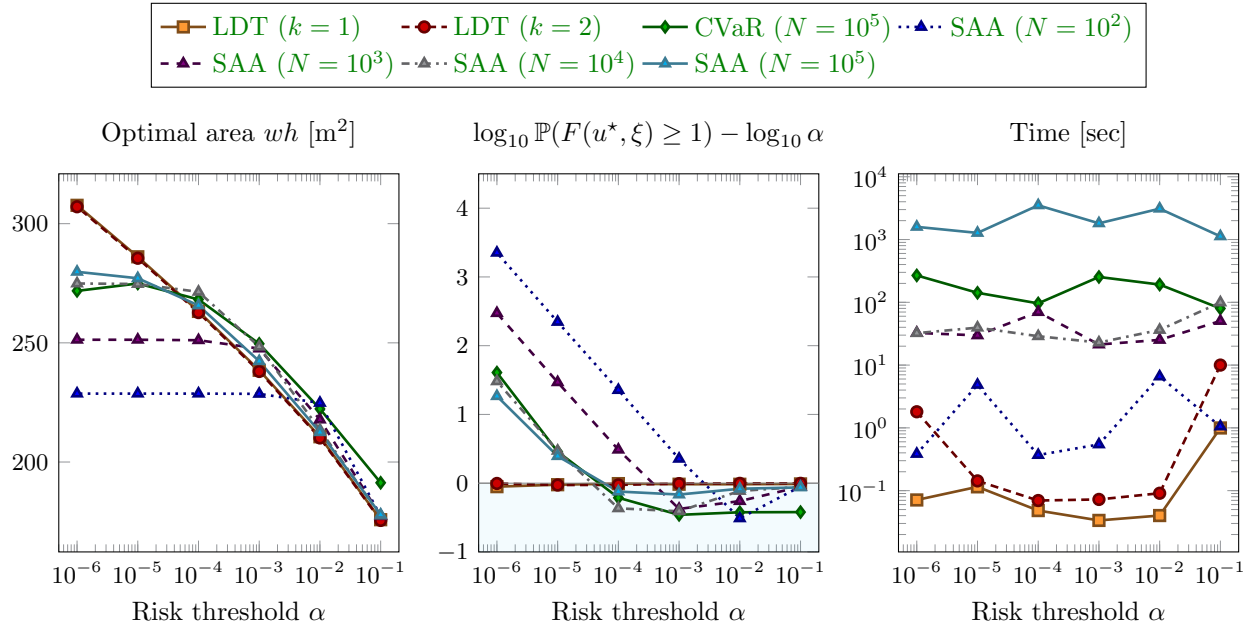 LDT (k = 1) LDT (k = 2) CVaR (N = 10^5) SAA (N = 10^2)
SAA (N = 10^3) SAA (N = 10^4) SAA (N = 10^5)
Optimal area wh [m^2]
300
250
200
10^−6 10^−5 10^−4 10^−3 10^−2 10^−1
Risk threshold α
log_10 ℙ(F(u^⋆, ξ) ≥ 1) − log_10 α
4
3
2
1
0
−1
10^−6 10^−5 10^−4 10^−3 10^−2 10^−1
Risk threshold α
Time [sec]
10^4
10^3
10^2
10^1
10^0
10^−1
10^−6 10^−5 10^−4 10^−3 10^−2 10^−1
Risk threshold α